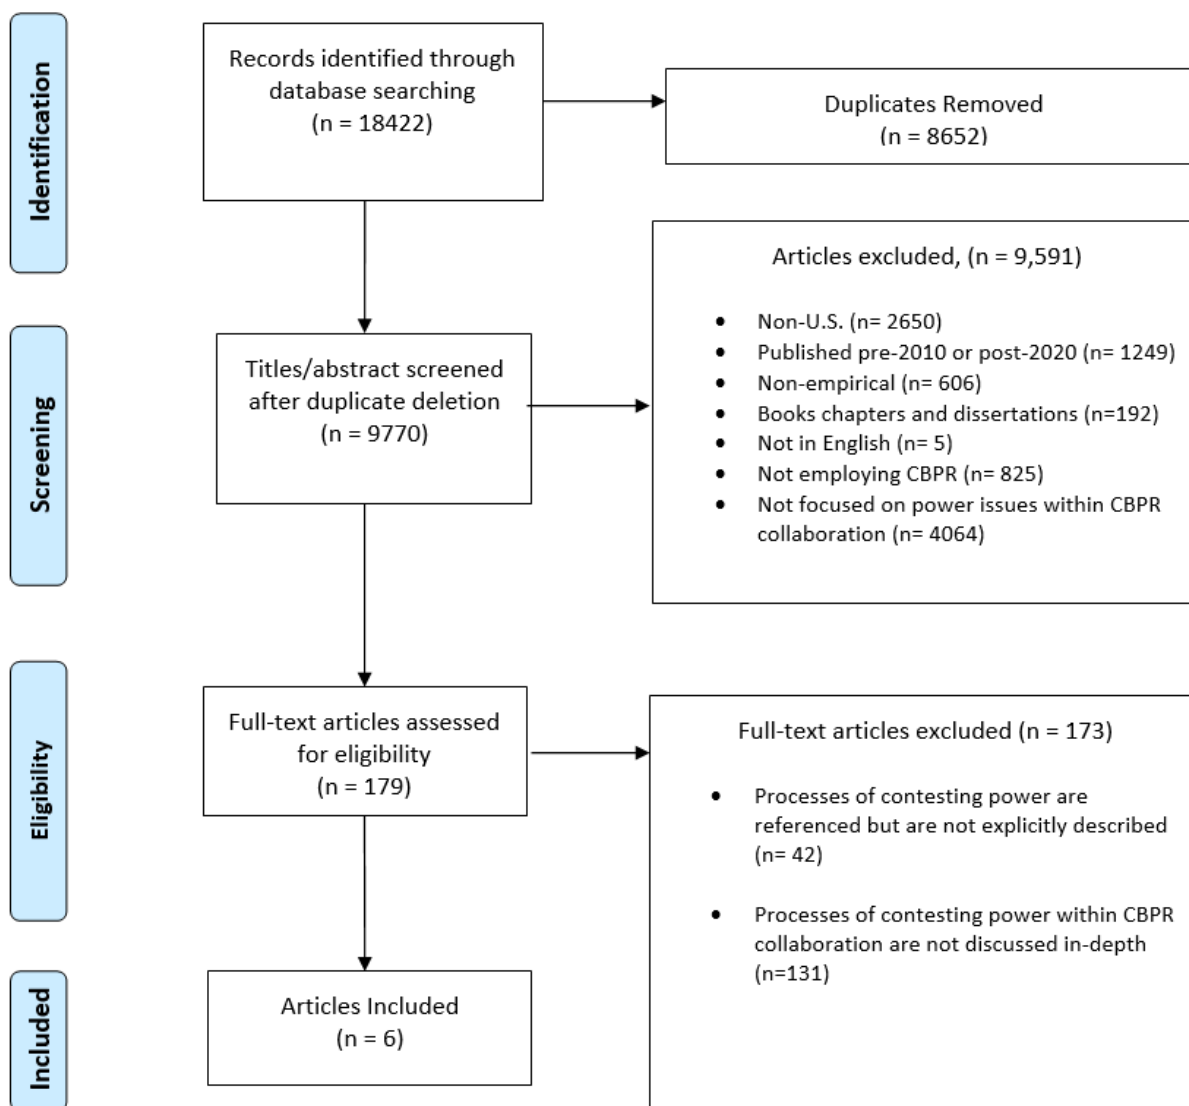 Identification
Records identified through
database searching
(n = 18422)
Duplicates Removed
(n = 8652)
Screening
Titles/abstract screened
after duplicate deletion
(n = 9770)
Articles excluded, (n = 9,591)
• Non-U.S. (n= 2650)
• Published pre-2010 or post-2020 (n= 1249)
• Non-empirical (n= 606)
• Books chapters and dissertations (n=192)
• Not in English (n= 5)
• Not employing CBPR (n= 825)
• Not focused on power issues within CBPR
collaboration (n= 4064)
Eligibility
Full-text articles assessed
for eligibility
(n = 179)
Full-text articles excluded (n = 173)
• Processes of contesting power are
referenced but are not explicitly described
(n= 42)
• Processes of contesting power within CBPR
collaboration are not discussed in-depth
(n=131)
Included
Articles Included
(n = 6)